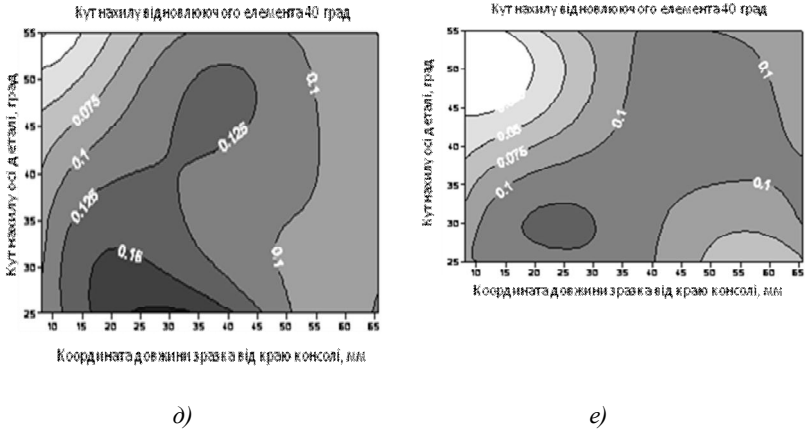 Кут нахилу відновлюючого елемента 40 град
55
50
45
40
35
30
25
Кут нахилу осі деталі, град
0.075
0.1
0.125
0.125
0.16
0.1
0.1
10 15 20 25 30 35 40 45 50 55 60 65
Координата довжини зразка від краю консолі, мм
д)
Кут нахилу відновлюючого елемента 40 град
55
50
45
40
35
30
25
Кут нахилу осі деталі, град
0.05
0.075
0.1
0.1
0.1
0.1
10 15 20 25 30 35 40 45 50 55 60 65
Координата довжини зразка від краю консолі, мм
е)